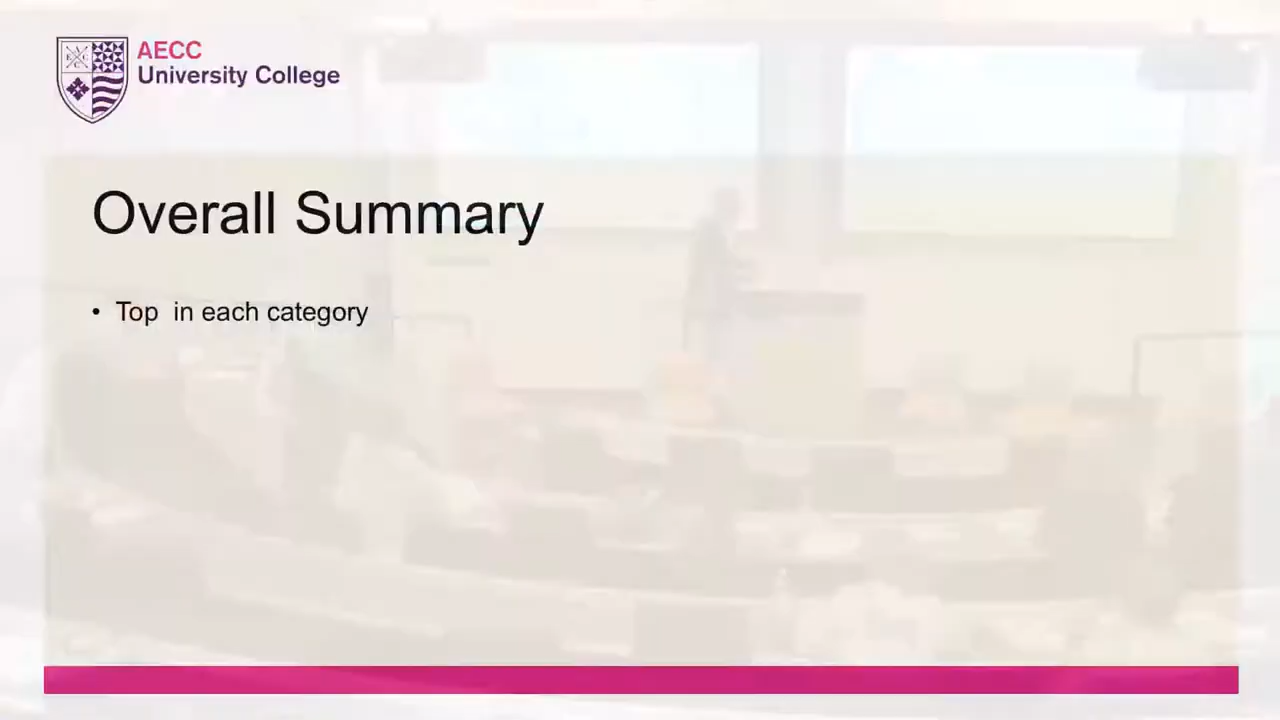 AECC
University College
Overall Summary
• Top  in each category